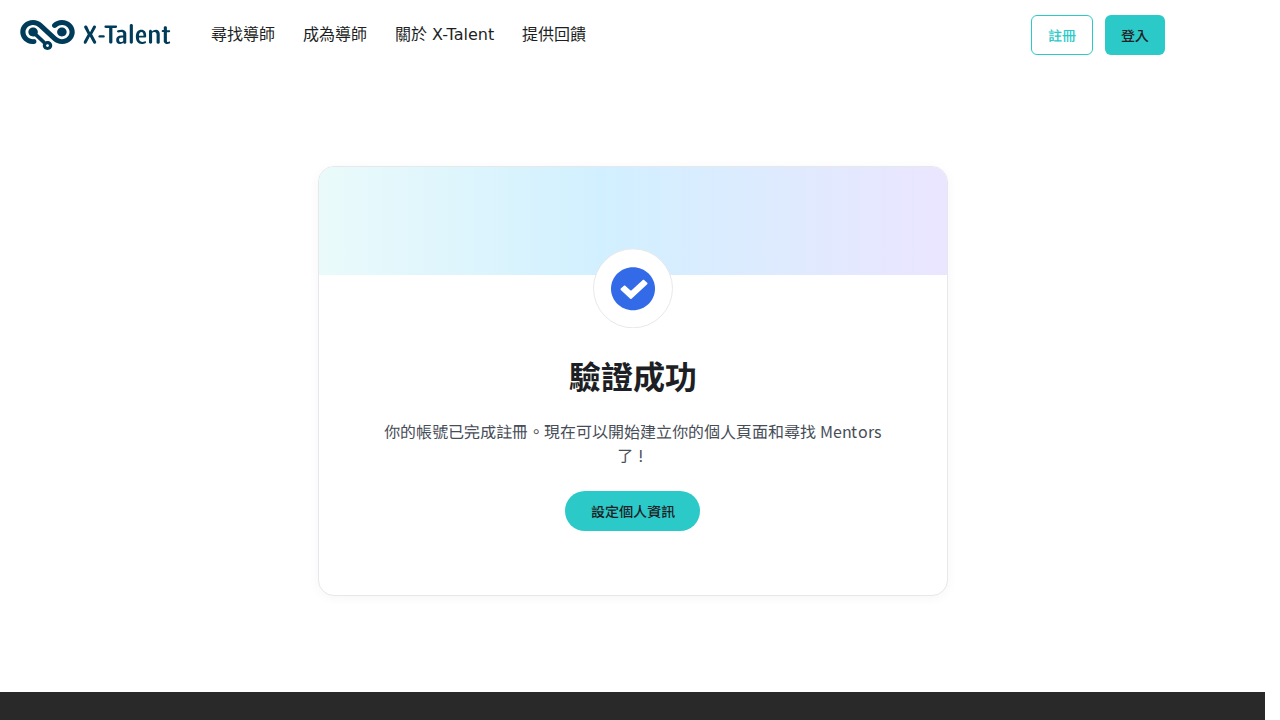 X-Talent
尋找導師
成為導師
關於 X-Talent
提供回饋
註冊
登入
驗證成功
你的帳號已完成註冊。現在可以開始建立你的個人頁面和尋找 Mentors
了！
設定個人資訊